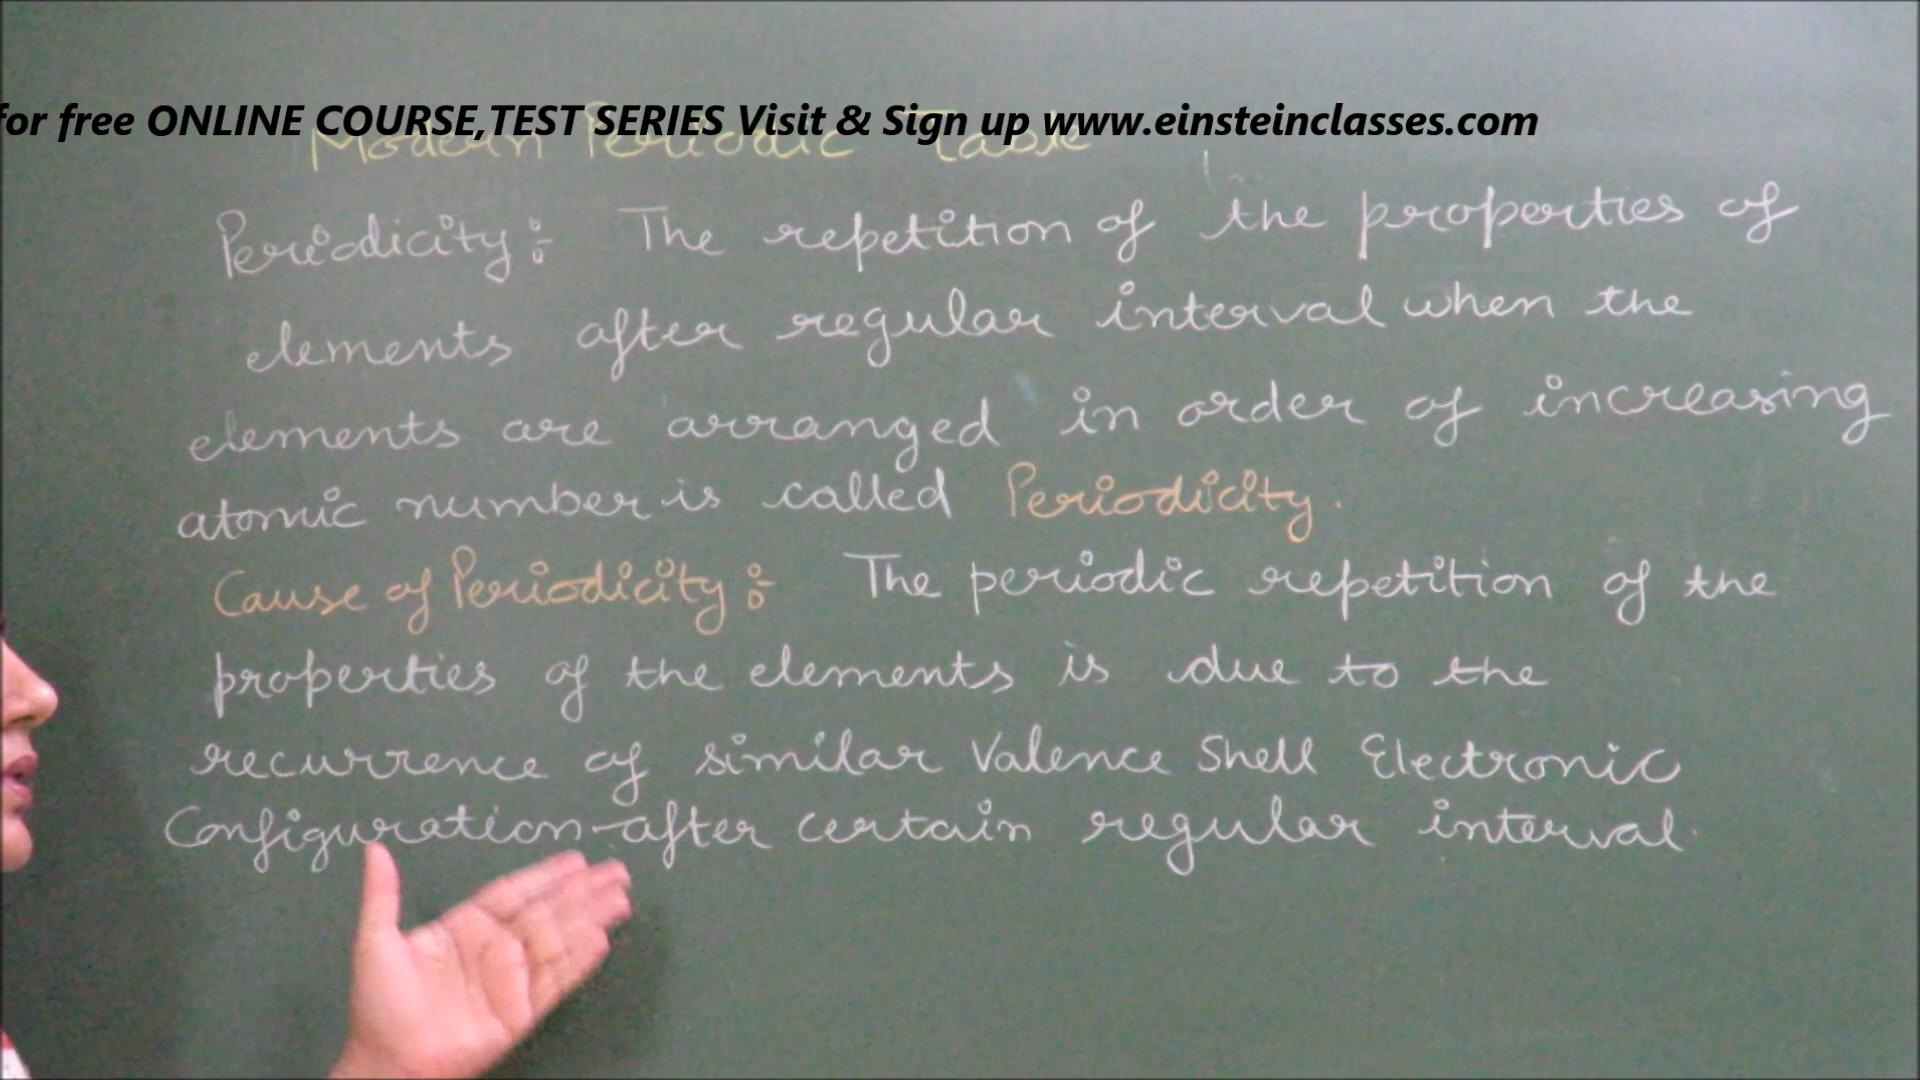 for free ONLINE COURSE,TEST SERIES Visit & Sign up www.einsteinclasses.com
Modern Periodic Table
Periodicity: The repetition of the properties of
elements after regular interval when the
elements are arranged in order of increasing
atomic number is called Periodicity.
Cause of Periodicity: The periodic repetition of the
properties of the elements is due to the
recurrence of similar Valence Shell Electronic
Configuration after certain regular interval.